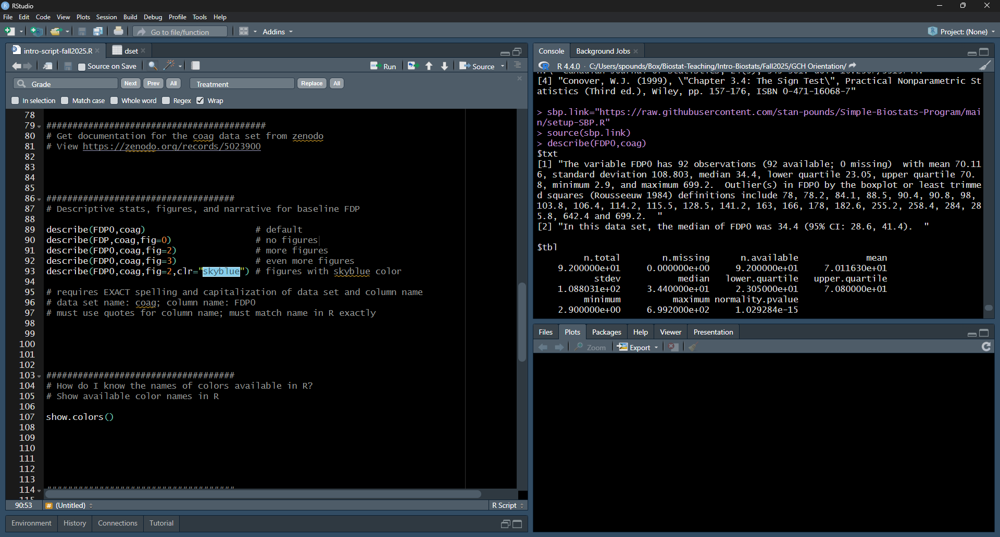 RStudio
File Edit Code View Plots Session Build Debug Profile Tools Help
Go to file/function Addins Project: (None)
intro-script-fall2025.R dset
Source on Save Run Source
Grade Next Prev All Treatment Replace All
In selection Match case Whole word Regex Wrap
78
79 ##########################################
80 # Get documentation for the coag data set from zenodo
81 # View https://zenodo.org/records/5023900
82
83
84
85
86 ####################################
87 # Descriptive stats, figures, and narrative for baseline FDP
88
89 describe(FDP0,coag) # default
90 describe(FDP,coag,fig=0) # no figures
91 describe(FDP0,coag,fig=2) # more figures
92 describe(FDP0,coag,fig=3) # even more figures
93 describe(FDP0,coag,fig=2,clr="skyblue") # figures with skyblue color
94
95 # requires EXACT spelling and capitalization of data set and column name
96 # data set name: coag; column name: FDP0
97 # must use quotes for column name; must match name in R exactly
98
99
100
101
102
103 ####################################
104 # How do I know the names of colors available in R?
105 # Show available color names in R
106
107 show.colors()
108
109
110
111
112
113
114 ####################################
115
90:53 # (Untitled) R Script
Environment History Connections Tutorial
Console Background Jobs
R 4.4.0 · C:/Users/spounds/Box/Biostat-Teaching/Intro-Biostats/Fall2025/GCH Orientation/
[4] "Conover, W.J. (1999), \"Chapter 3.4: The Sign Test\", Practical Nonparametric St
atistics (Third ed.), Wiley, pp. 157-176, ISBN 0-471-16068-7"
> sbp.link="https://raw.githubusercontent.com/stan-pounds/Simple-Biostats-Program/mai
n/setup-SBP.R"
> source(sbp.link)
> describe(FDP0,coag)
$txt
[1] "The variable FDP0 has 92 observations (92 available; 0 missing)  with mean 70.11
6, standard deviation 108.803, median 34.4, lower quartile 23.05, upper quartile 70.
8, minimum 2.9, and maximum 699.2.  Outlier(s) in FDP0 by the boxplot or least trimme
d squares (Rousseeuw 1984) definitions include 78, 78.2, 84.1, 88.5, 90.4, 90.8, 98,
103.8, 106.4, 114.2, 115.5, 128.5, 141.2, 163, 166, 178, 182.6, 255.2, 258.4, 284, 28
5.8, 642.4 and 699.2.  "
[2] "In this data set, the median of FDP0 was 34.4 (95% CI: 28.6, 41.4).  "
$tbl
n.total n.missing n.available mean
9.200000e+01 0.000000e+00 9.200000e+01 7.011630e+01
stdev median lower.quartile upper.quartile
1.088031e+02 3.440000e+01 2.305000e+01 7.080000e+01
minimum maximum normality.pvalue
2.900000e+00 6.992000e+02 1.029284e-15
Files Plots Packages Help Viewer Presentation
Zoom Export